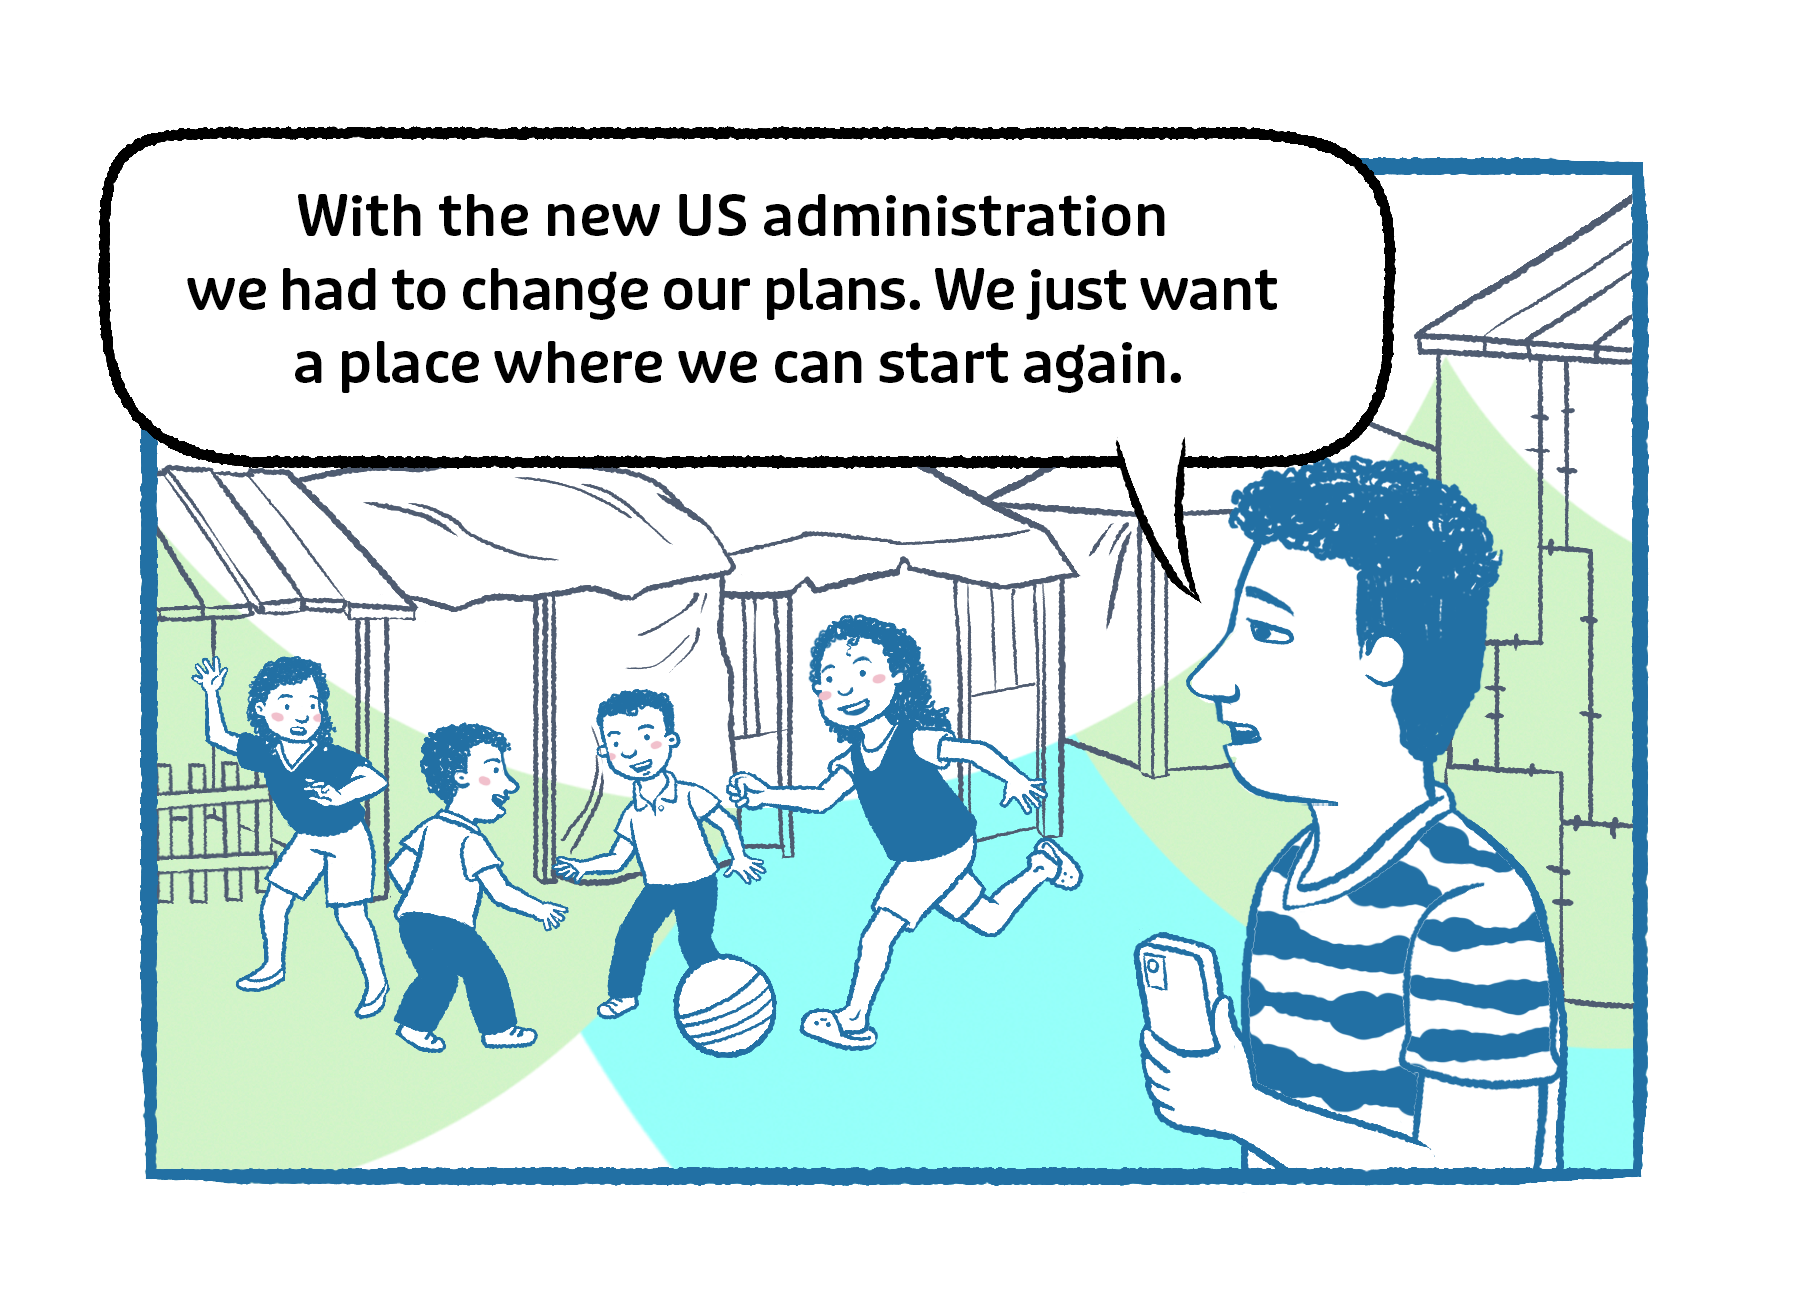 With the new US administration
we had to change our plans. We just want
a place where we can start again.